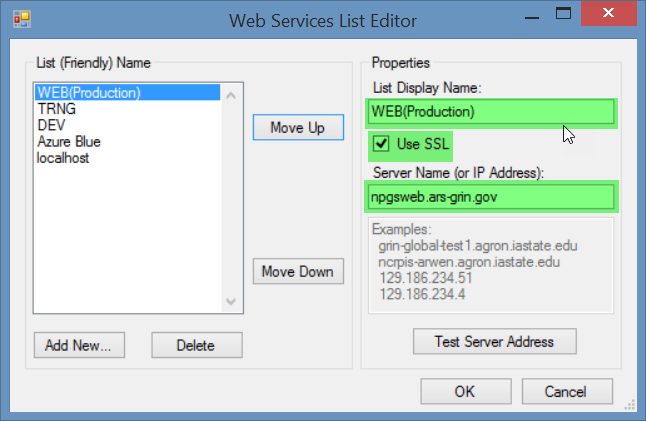 Web Services List Editor
List (Friendly) Name
WEB(Production)
TRNG
DEV
Azure Blue
localhost
Move Up
Move Down
Add New...
Delete
Properties
List Display Name:
WEB(Production)
Use SSL
Server Name (or IP Address):
npgsweb.ars-grin.gov
Examples:
grin-global-test1.agron.iastate.edu
ncrpis-arwen.agron.iastate.edu
129.186.234.51
129.186.234.4
Test Server Address
OK
Cancel